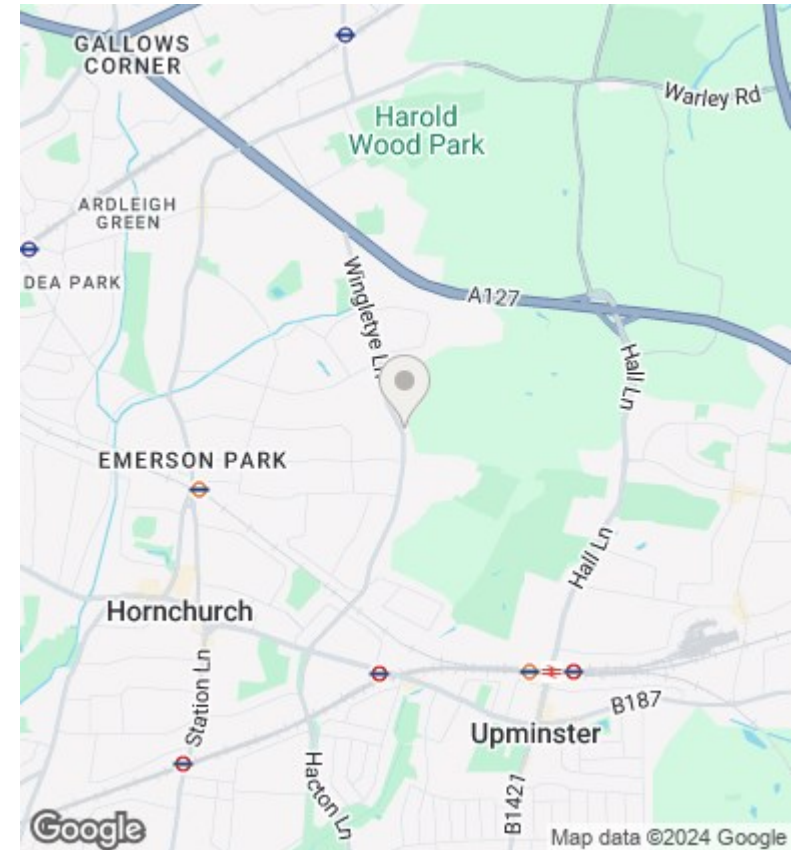 GALLOWS
CORNER
Warley Rd
Harold
Wood Park
ARDLEIGH
GREEN
DEA PARK
Wingletye Ln
A127
Hall Ln
EMERSON PARK
Hall Ln
Hornchurch
Station Ln
B187
Upminster
Hacton Ln
B1421
Google
Map data ©2024 Google